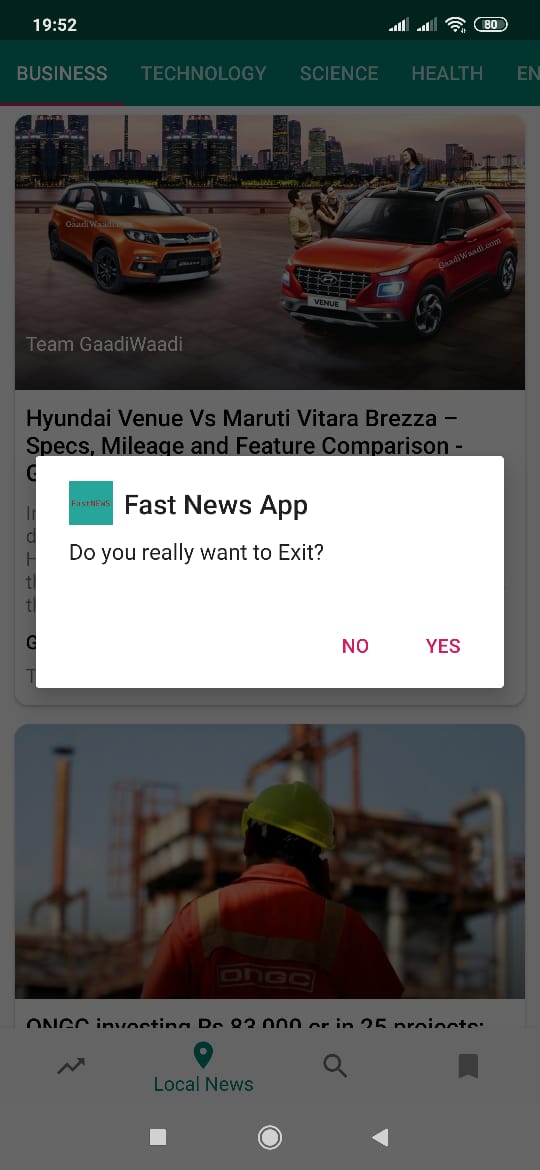 19:52
80
BUSINESS TECHNOLOGY SCIENCE HEALTH EN
GaadiWaadi.com
GaadiWaadi.com
VENUE
Team GaadiWaadi
Hyundai Venue Vs Maruti Vitara Brezza –
Specs, Mileage and Feature Comparison -
G
FastNEWS
Fast News App
Do you really want to Exit?
NO YES
G
T
ONGC
ONGC investing Rs 83,000 cr in 25 projects:
Local News